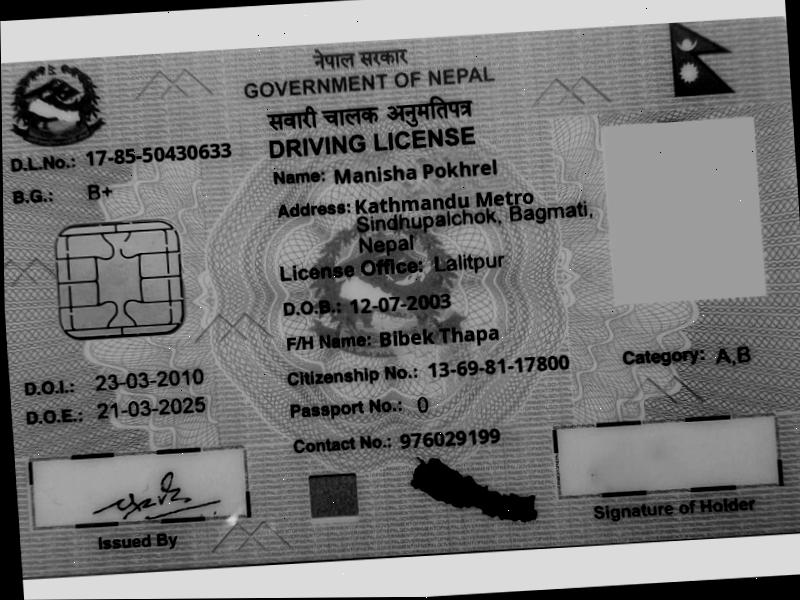 नेपाल सरकार
GOVERNMENT OF NEPAL
सवारी चालक अनुमतिपत्र
DRIVING LICENSE
D.L.No.: 17-85-50430633
B.G.: B+
Name: Manisha Pokhrel
Address: Kathmandu Metro
Sindhupalchok, Bagmati,
Nepal
License Office: Lalitpur
D.O.B.: 12-07-2003
F/H Name: Bibek Thapa
Citizenship No.: 13-69-81-17800
Category: A,B
D.O.I.: 23-03-2010
D.O.E.: 21-03-2025
Passport No.: 0
Contact No.: 976029199
Issued By
Signature of Holder